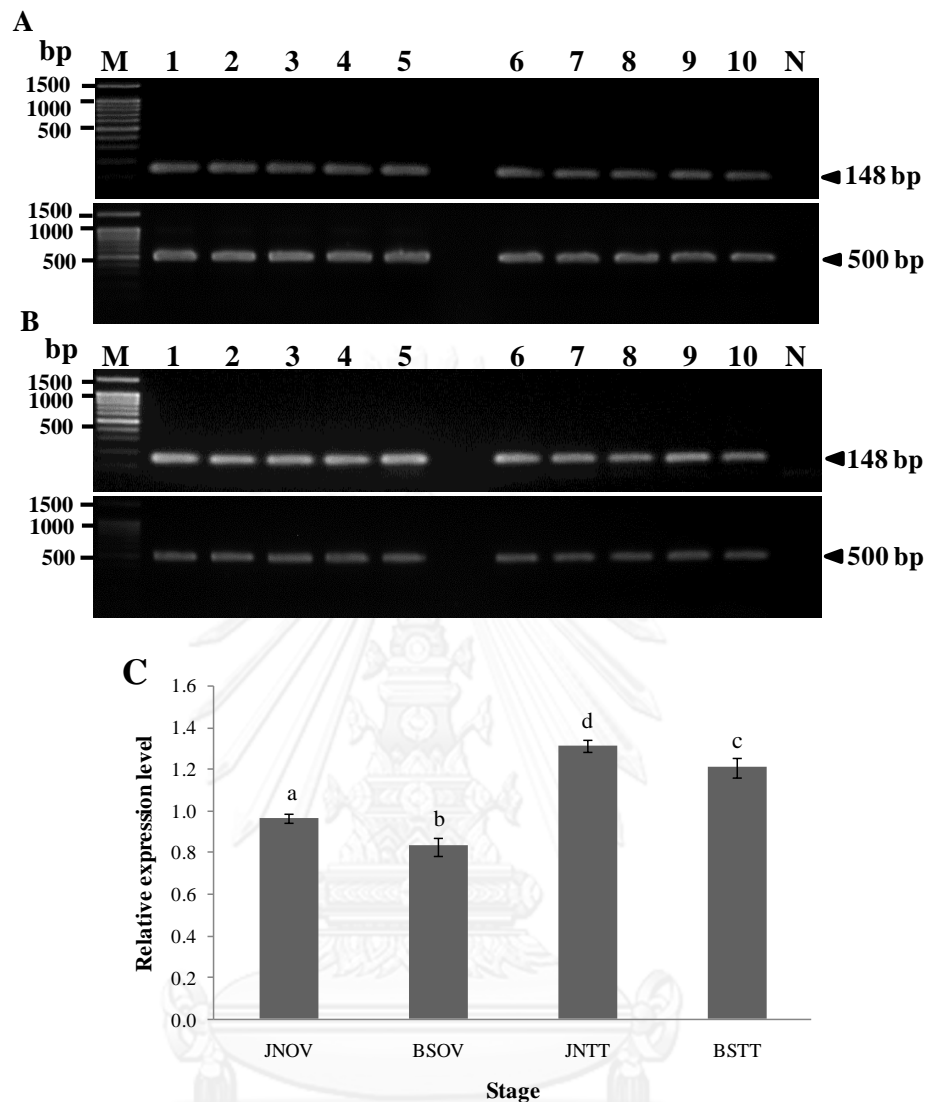 A
bp M 1 2 3 4 5 6 7 8 9 10 N
1500
1000
500
148 bp
1500
1000
500
500 bp
B
bp M 1 2 3 4 5 6 7 8 9 10 N
1500
1000
500
148 bp
1500
1000
500
500 bp
C
Relative expression level
1.6
1.4
1.2
1.0
0.8
0.6
0.4
0.2
0.0
a
b
d
c
JNOV BSOV JNTT BSTT
Stage